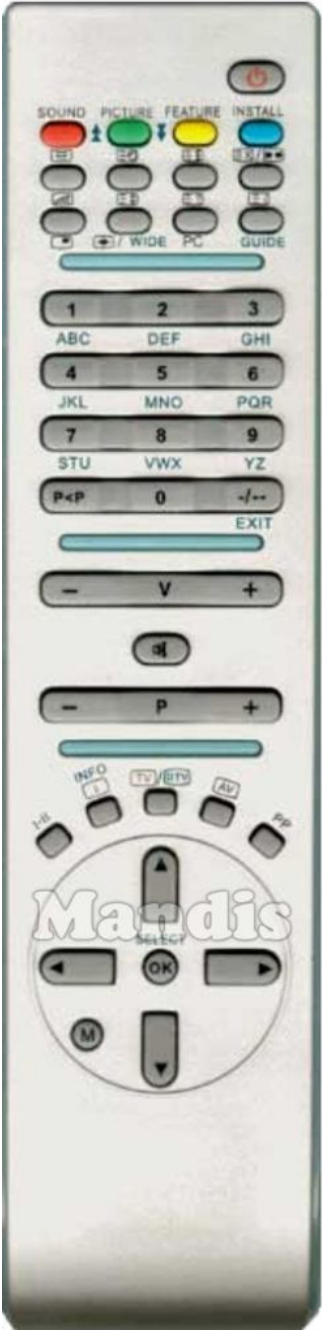 SOUND PICTURE FEATURE INSTALL
WIDE PC GUIDE
1 2 3
ABC DEF GHI
4 5 6
JKL MNO PQR
7 8 9
STU VWX YZ
P<P 0 -/--
EXIT
- V +
- P +
INFO TV/DTV AV
i
I-II PP
Mandis
SELECT
OK
M